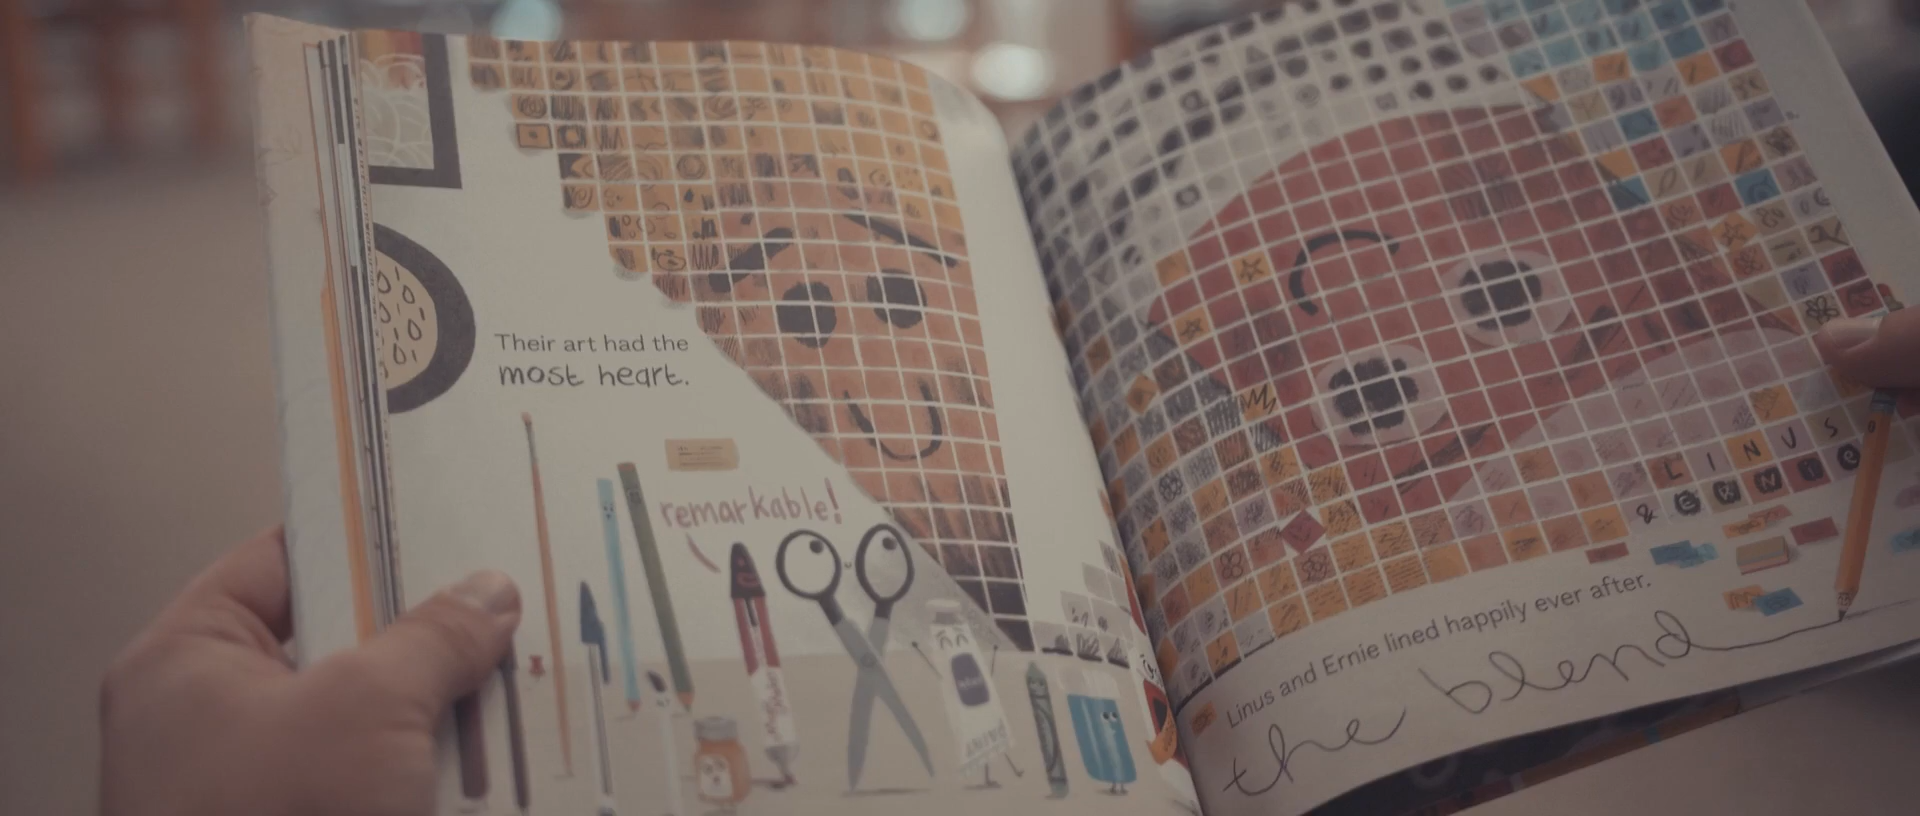 Their art had the
most heart.
remarkable!
LINUS
& ERNIE
Linus and Ernie lined happily ever after.
the blend